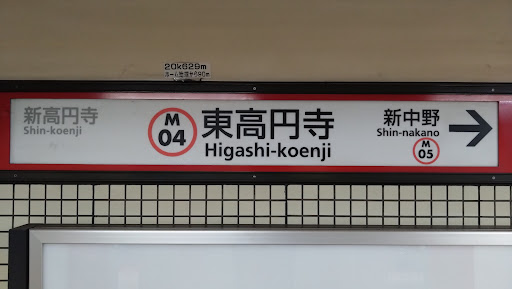 20k629m
新高円寺
Shin-koenji
M
04
東高円寺
Higashi-koenji
新中野
Shin-nakano
M
05